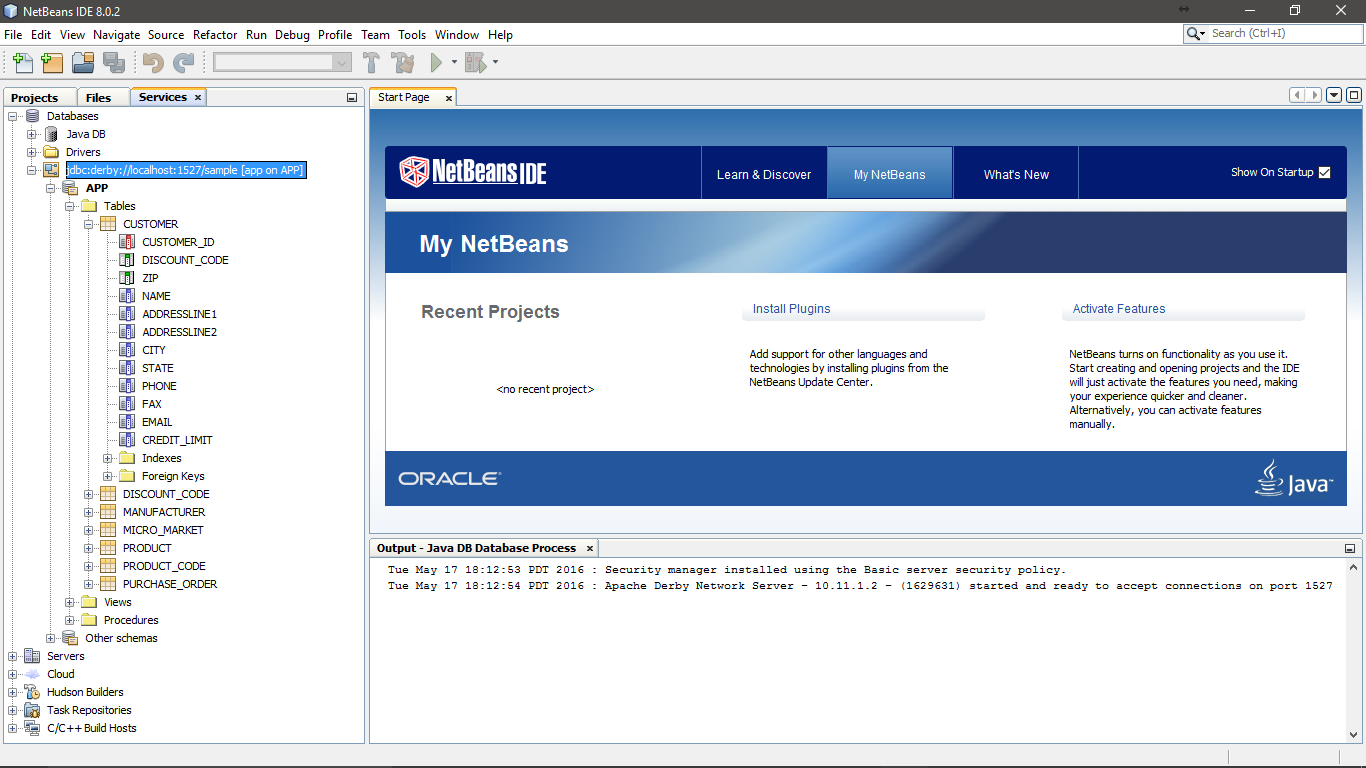 NetBeans IDE 8.0.2
File Edit View Navigate Source Refactor Run Debug Profile Team Tools Window Help
Search (Ctrl+I)
Projects Files Services
Databases
Java DB
Drivers
jdbc:derby://localhost:1527/sample [app on APP]
APP
Tables
CUSTOMER
CUSTOMER_ID
DISCOUNT_CODE
ZIP
NAME
ADDRESSLINE1
ADDRESSLINE2
CITY
STATE
PHONE
FAX
EMAIL
CREDIT_LIMIT
Indexes
Foreign Keys
DISCOUNT_CODE
MANUFACTURER
MICRO_MARKET
PRODUCT
PRODUCT_CODE
PURCHASE_ORDER
Views
Procedures
Other schemas
Servers
Cloud
Hudson Builders
Task Repositories
C/C++ Build Hosts
Start Page
NetBeans IDE
Learn & Discover
My NetBeans
What's New
Show On Startup
My NetBeans
Recent Projects
<no recent project>
Install Plugins
Add support for other languages and
technologies by installing plugins from the
NetBeans Update Center.
Activate Features
NetBeans turns on functionality as you use it.
Start creating and opening projects and the IDE
will just activate the features you need, making
your experience quicker and cleaner.
Alternatively, you can activate features
manually.
ORACLE
Java™
Output - Java DB Database Process
Tue May 17 18:12:53 PDT 2016 : Security manager installed using the Basic server security policy.
Tue May 17 18:12:54 PDT 2016 : Apache Derby Network Server - 10.11.1.2 - (1629631) started and ready to accept connections on port 1527